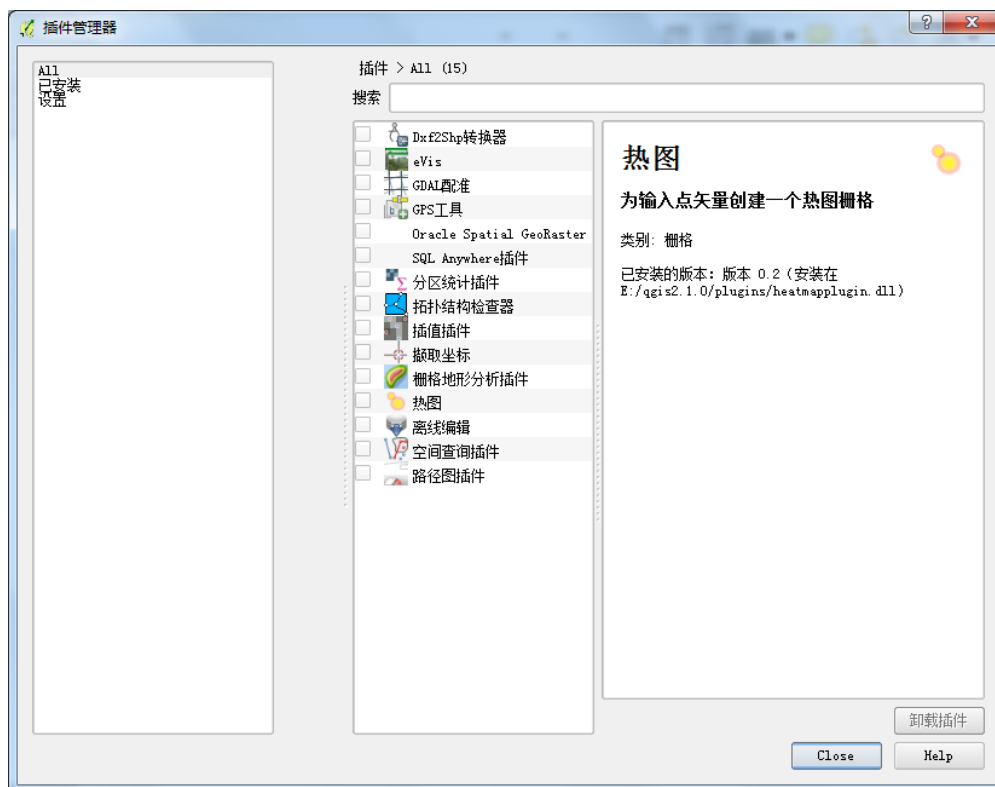 插件管理器
All
已安装
设置
插件 > All (15)
搜索
Dxf2Shp转换器
eVis
GDAL配准
GPS工具
Oracle Spatial GeoRaster
SQL Anywhere插件
分区统计插件
拓扑结构检查器
插值插件
撷取坐标
栅格地形分析插件
热图
离线编辑
空间查询插件
路径图插件
热图
为输入点矢量创建一个热图栅格
类别: 栅格
已安装的版本: 版本 0.2 (安装在
E:/qgis2.1.0/plugins/heatmapplugin.dll)
卸载插件
Close
Help